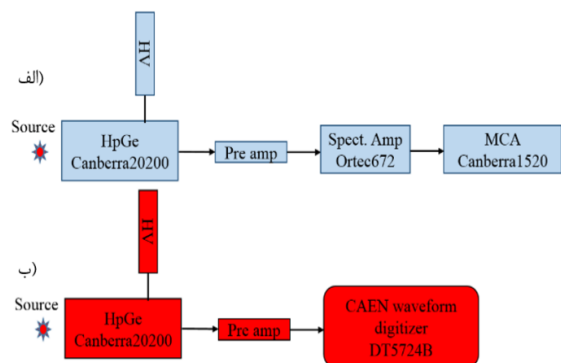 HV
الف)
Source
HpGe
Canberra20200
Pre amp
Spect. Amp
Ortec672
MCA
Canberra1520
HV
ب)
Source
HpGe
Canberra20200
Pre amp
CAEN waveform
digitizer
DT5724B